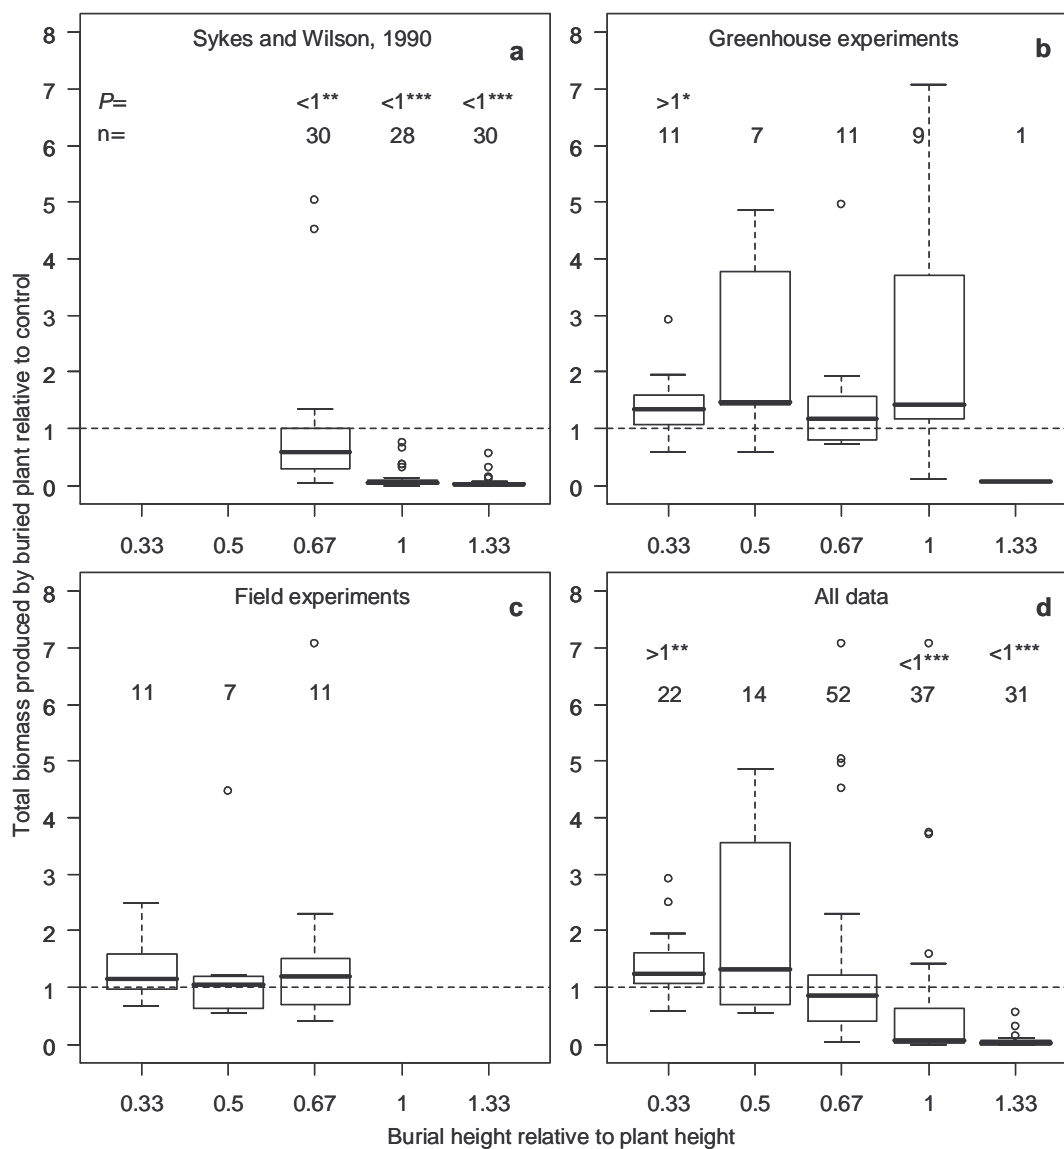 Total biomass produced by buried plant relative to control
Sykes and Wilson, 1990
a
P= <1** <1*** <1***
n= 30 28 30
8
7
6
5
4
3
2
1
0
0.33 0.5 0.67 1 1.33
Greenhouse experiments
b
>1*
11 7 11 9 1
8
7
6
5
4
3
2
1
0
0.33 0.5 0.67 1 1.33
Field experiments
c
11 7 11
8
7
6
5
4
3
2
1
0
0.33 0.5 0.67 1 1.33
All data
d
>1** <1*** <1***
22 14 52 37 31
8
7
6
5
4
3
2
1
0
0.33 0.5 0.67 1 1.33
Burial height relative to plant height